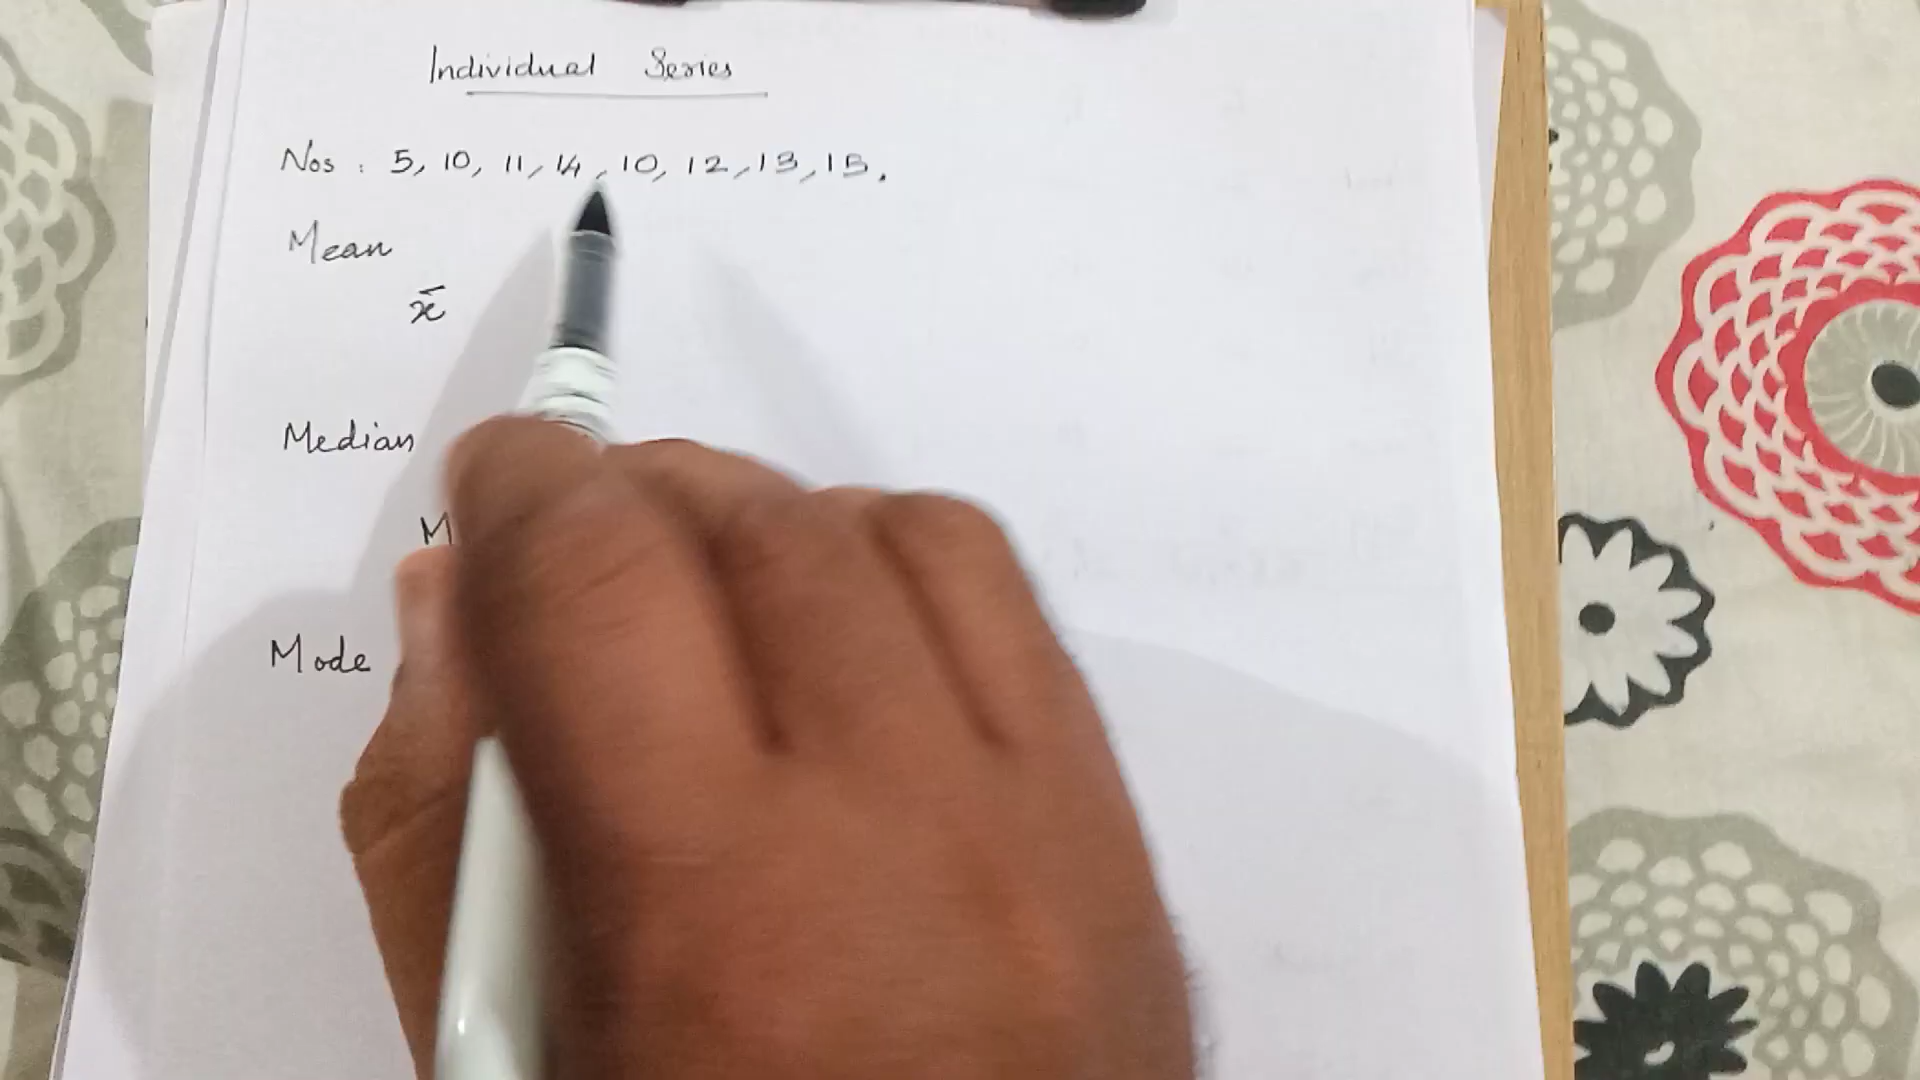 Individual Series
Nos : 5, 10, 11, 14, 10, 12, 13, 15.
Mean
x̄
Median
M
Mode